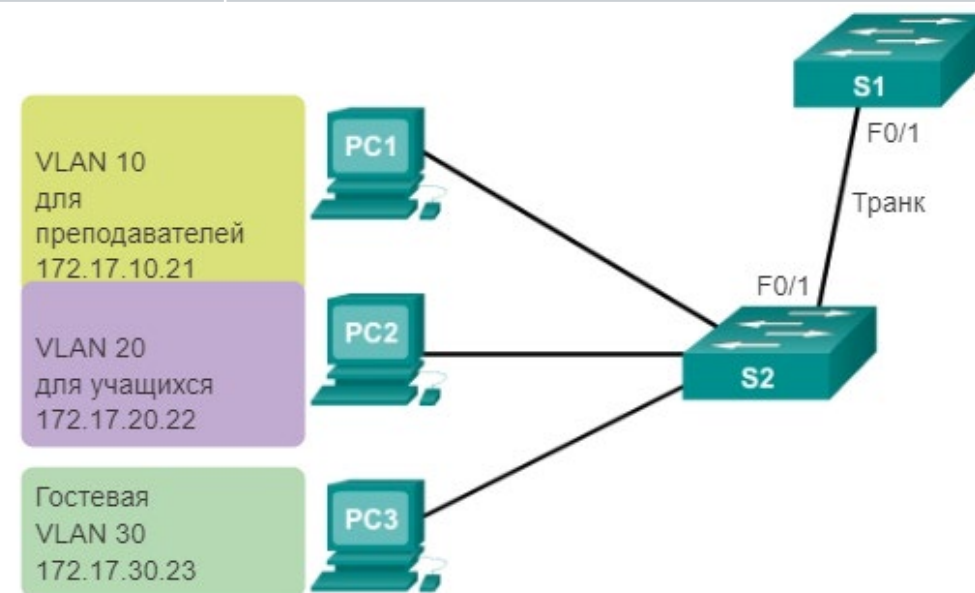 VLAN 10
для
преподавателей
172.17.10.21
VLAN 20
для учащихся
172.17.20.22
Гостевая
VLAN 30
172.17.30.23
PC1
PC2
PC3
S1
F0/1
Транк
F0/1
S2